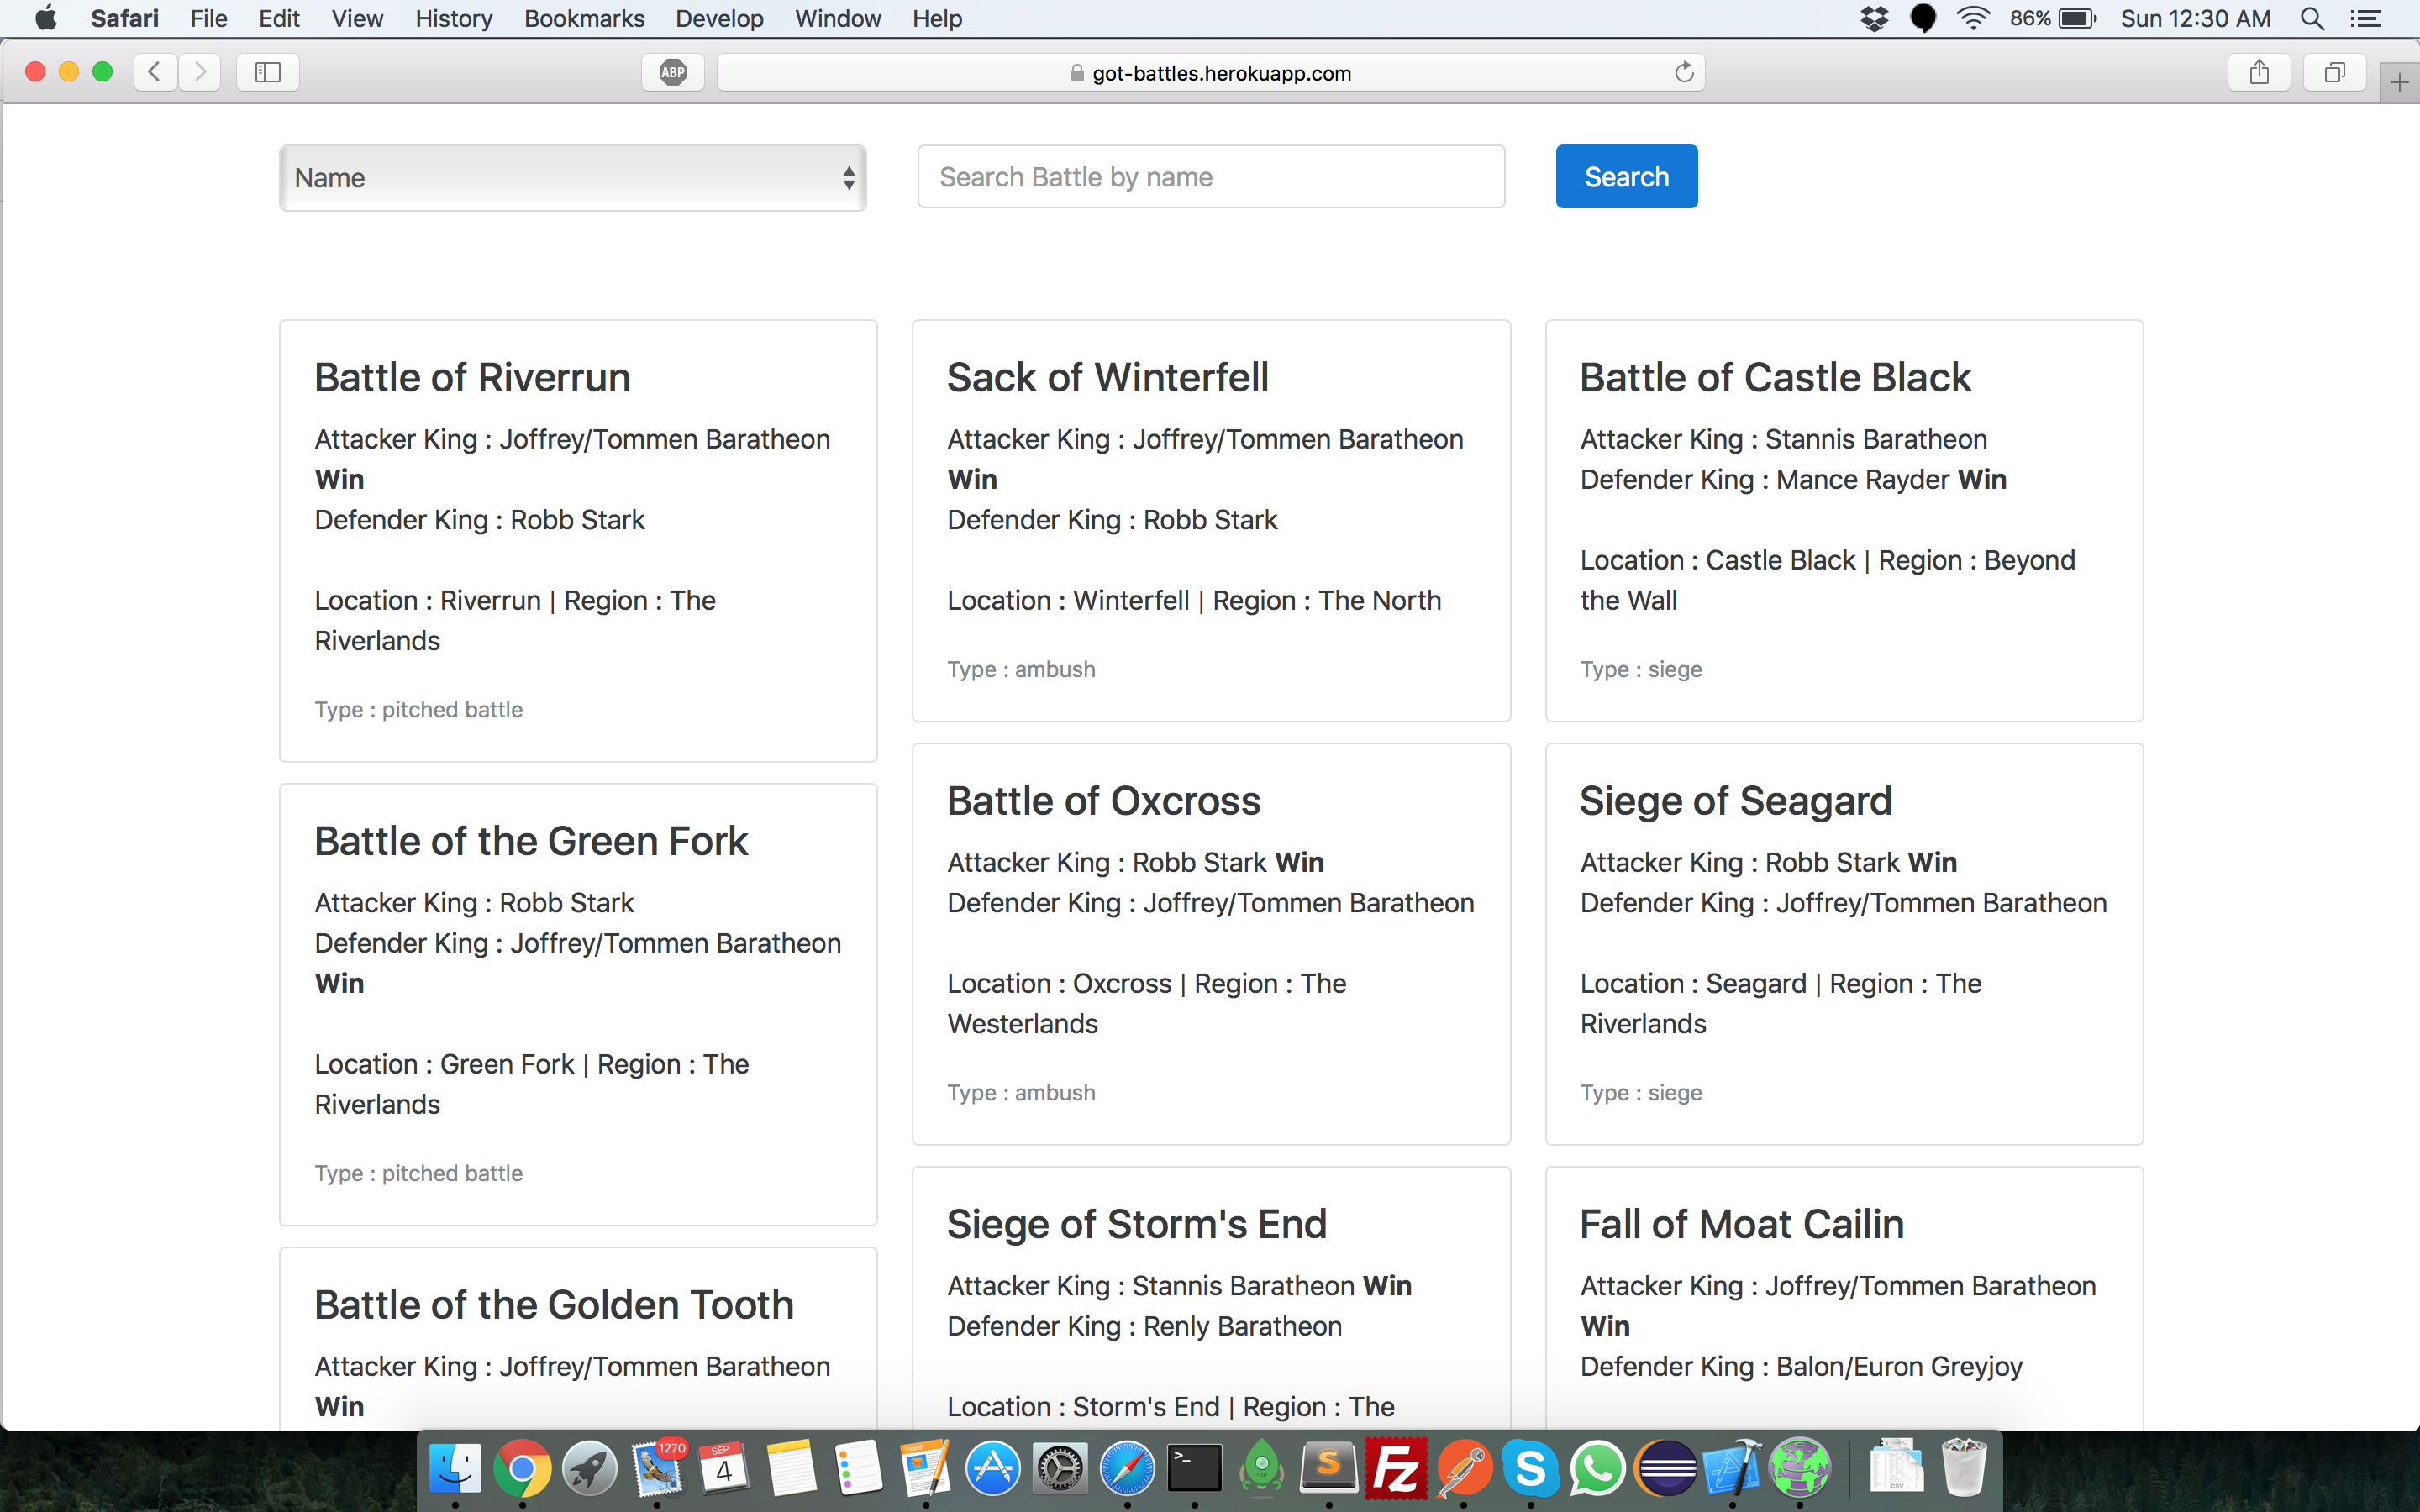 Safari File Edit View History Bookmarks Develop Window Help 86% Sun 12:30 AM
ABP got-battles.herokuapp.com
Name Search Battle by name Search
Battle of Riverrun
Attacker King : Joffrey/Tommen Baratheon
Win
Defender King : Robb Stark
Location : Riverrun | Region : The
Riverlands
Type : pitched battle
Battle of the Green Fork
Attacker King : Robb Stark
Defender King : Joffrey/Tommen Baratheon
Win
Location : Green Fork | Region : The
Riverlands
Type : pitched battle
Battle of the Golden Tooth
Attacker King : Joffrey/Tommen Baratheon
Win
Sack of Winterfell
Attacker King : Joffrey/Tommen Baratheon
Win
Defender King : Robb Stark
Location : Winterfell | Region : The North
Type : ambush
Battle of Oxcross
Attacker King : Robb Stark Win
Defender King : Joffrey/Tommen Baratheon
Location : Oxcross | Region : The
Westerlands
Type : ambush
Siege of Storm's End
Attacker King : Stannis Baratheon Win
Defender King : Renly Baratheon
Location : Storm's End | Region : The
Battle of Castle Black
Attacker King : Stannis Baratheon
Defender King : Mance Rayder Win
Location : Castle Black | Region : Beyond
the Wall
Type : siege
Siege of Seagard
Attacker King : Robb Stark Win
Defender King : Joffrey/Tommen Baratheon
Location : Seagard | Region : The
Riverlands
Type : siege
Fall of Moat Cailin
Attacker King : Joffrey/Tommen Baratheon
Win
Defender King : Balon/Euron Greyjoy
1270
SEP
4
PAGES
>_
S
Fz
S
CSV